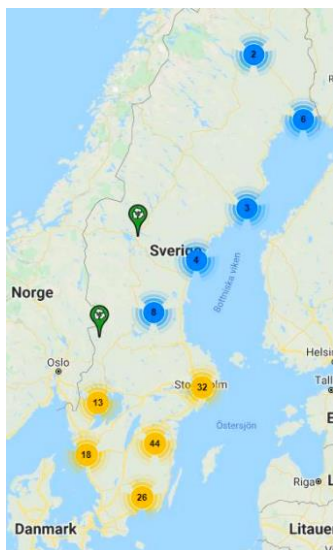 2
6
3
Sverige
4
Bottniska viken
Norge
8
Oslo
Helsi
Stockholm
32
Tall
13
Östersjön
44
18
Riga
L
26
Danmark
Litauen